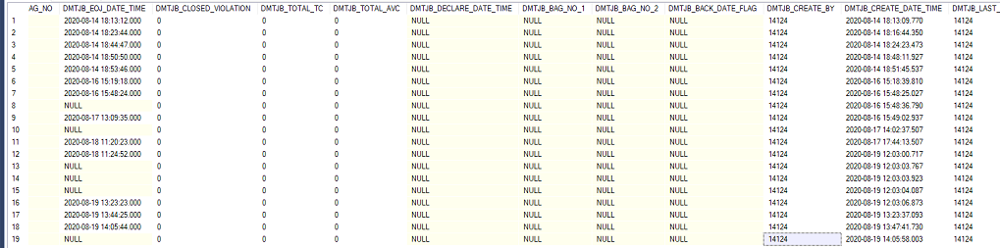 AG_NO DMTJB_EOJ_DATE_TIME DMTJB_CLOSED_VIOLATION DMTJB_TOTAL_TC DMTJB_TOTAL_AVC DMTJB_DECLARE_DATE_TIME DMTJB_BAG_NO_1 DMTJB_BAG_NO_2 DMTJB_BACK_DATE_FLAG DMTJB_CREATE_BY DMTJB_CREATE_DATE_TIME DMTJB_LAST_
1 2020-08-14 18:13:12.000 0 0 0 NULL NULL NULL NULL 14124 2020-08-14 18:13:09.770 14124
2 2020-08-14 18:23:44.000 0 0 0 NULL NULL NULL NULL 14124 2020-08-14 18:16:44.350 14124
3 2020-08-14 18:44:47.000 0 0 0 NULL NULL NULL NULL 14124 2020-08-14 18:24:23.473 14124
4 2020-08-14 18:50:50.000 0 0 0 NULL NULL NULL NULL 14124 2020-08-14 18:48:11.927 14124
5 2020-08-14 18:53:46.000 0 0 0 NULL NULL NULL NULL 14124 2020-08-14 18:51:45.537 14124
6 2020-08-16 15:19:18.000 0 0 0 NULL NULL NULL NULL 14124 2020-08-16 15:18:39.810 14124
7 2020-08-16 15:48:24.000 0 0 0 NULL NULL NULL NULL 14124 2020-08-16 15:48:25.027 14124
8 NULL 0 0 0 NULL NULL NULL NULL 14124 2020-08-16 15:48:36.790 14124
9 2020-08-17 13:09:35.000 0 0 0 NULL NULL NULL NULL 14124 2020-08-16 15:49:02.937 14124
10 NULL 0 0 0 NULL NULL NULL NULL 14124 2020-08-17 14:02:37.507 14124
11 2020-08-18 11:20:23.000 0 0 0 NULL NULL NULL NULL 14124 2020-08-17 17:44:13.507 14124
12 2020-08-18 11:24:52.000 0 0 0 NULL NULL NULL NULL 14124 2020-08-19 12:03:00.717 14124
13 NULL 0 0 0 NULL NULL NULL NULL 14124 2020-08-19 12:03:03.767 14124
14 NULL 0 0 0 NULL NULL NULL NULL 14124 2020-08-19 12:03:03.923 14124
15 NULL 0 0 0 NULL NULL NULL NULL 14124 2020-08-19 12:03:04.087 14124
16 2020-08-19 13:23:23.000 0 0 0 NULL NULL NULL NULL 14124 2020-08-19 12:03:06.873 14124
17 2020-08-19 13:44:25.000 0 0 0 NULL NULL NULL NULL 14124 2020-08-19 13:23:37.093 14124
18 2020-08-19 14:05:44.000 0 0 0 NULL NULL NULL NULL 14124 2020-08-19 13:47:41.730 14124
19 NULL 0 0 0 NULL NULL NULL NULL 14124 2020-08-19 14:05:58.003 14124